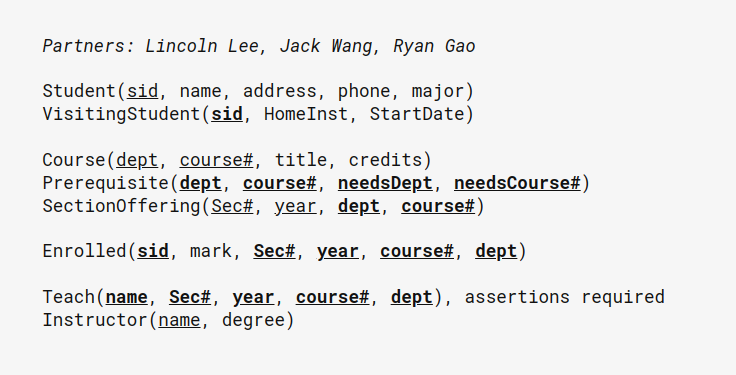 Partners: Lincoln Lee, Jack Wang, Ryan Gao
Student(sid, name, address, phone, major)
VisitingStudent(sid, HomeInst, StartDate)
Course(dept, course#, title, credits)
Prerequisite(dept, course#, needsDept, needsCourse#)
SectionOffering(Sec#, year, dept, course#)
Enrolled(sid, mark, Sec#, year, course#, dept)
Teach(name, Sec#, year, course#, dept), assertions required
Instructor(name, degree)